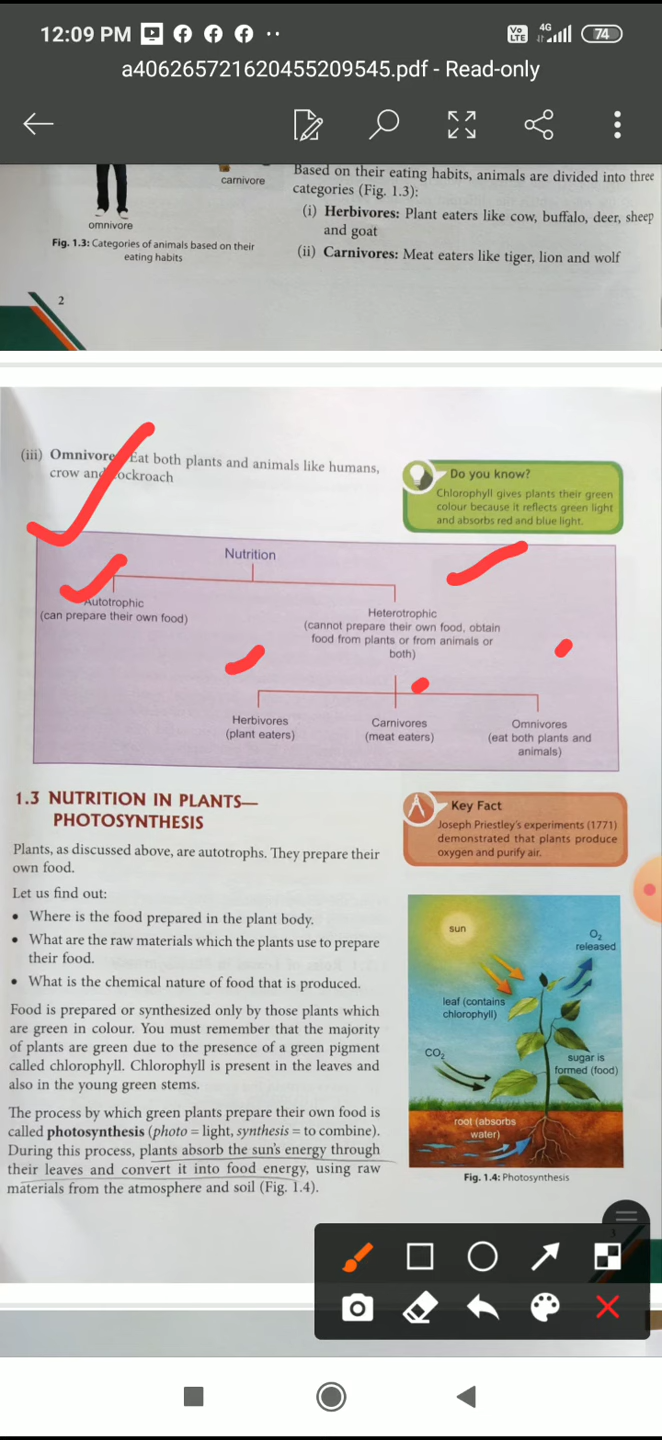 12:09 PM
Vo LTE 4G 74
a406265721620455209545.pdf - Read-only
carnivore
omnivore
Fig. 1.3: Categories of animals based on their
eating habits
Based on their eating habits, animals are divided into three
categories (Fig. 1.3):
(i) Herbivores: Plant eaters like cow, buffalo, deer, sheep
and goat
(ii) Carnivores: Meat eaters like tiger, lion and wolf
2
(iii) Omnivore Eat both plants and animals like humans,
crow and ockroach
Do you know?
Chlorophyll gives plants their green
colour because it reflects green light
and absorbs red and blue light.
Nutrition
Autotrophic
(can prepare their own food)
Heterotrophic
(cannot prepare their own food, obtain
food from plants or from animals or
both)
Herbivores
(plant eaters)
Carnivores
(meat eaters)
Omnivores
(eat both plants and
animals)
1.3 NUTRITION IN PLANTS—
PHOTOSYNTHESIS
Plants, as discussed above, are autotrophs. They prepare their
own food.
Let us find out:
• Where is the food prepared in the plant body.
• What are the raw materials which the plants use to prepare
their food.
• What is the chemical nature of food that is produced.
Food is prepared or synthesized only by those plants which
are green in colour. You must remember that the majority
of plants are green due to the presence of a green pigment
called chlorophyll. Chlorophyll is present in the leaves and
also in the young green stems.
The process by which green plants prepare their own food is
called photosynthesis (photo = light, synthesis = to combine).
During this process, plants absorb the sun's energy through
their leaves and convert it into food energy, using raw
materials from the atmosphere and soil (Fig. 1.4).
Key Fact
Joseph Priestley's experiments (1771)
demonstrated that plants produce
oxygen and purify air.
sun
O₂
released
leaf (contains
chlorophyll)
CO₂
sugar is
formed (food)
root (absorbs
water)
Fig. 1.4: Photosynthesis